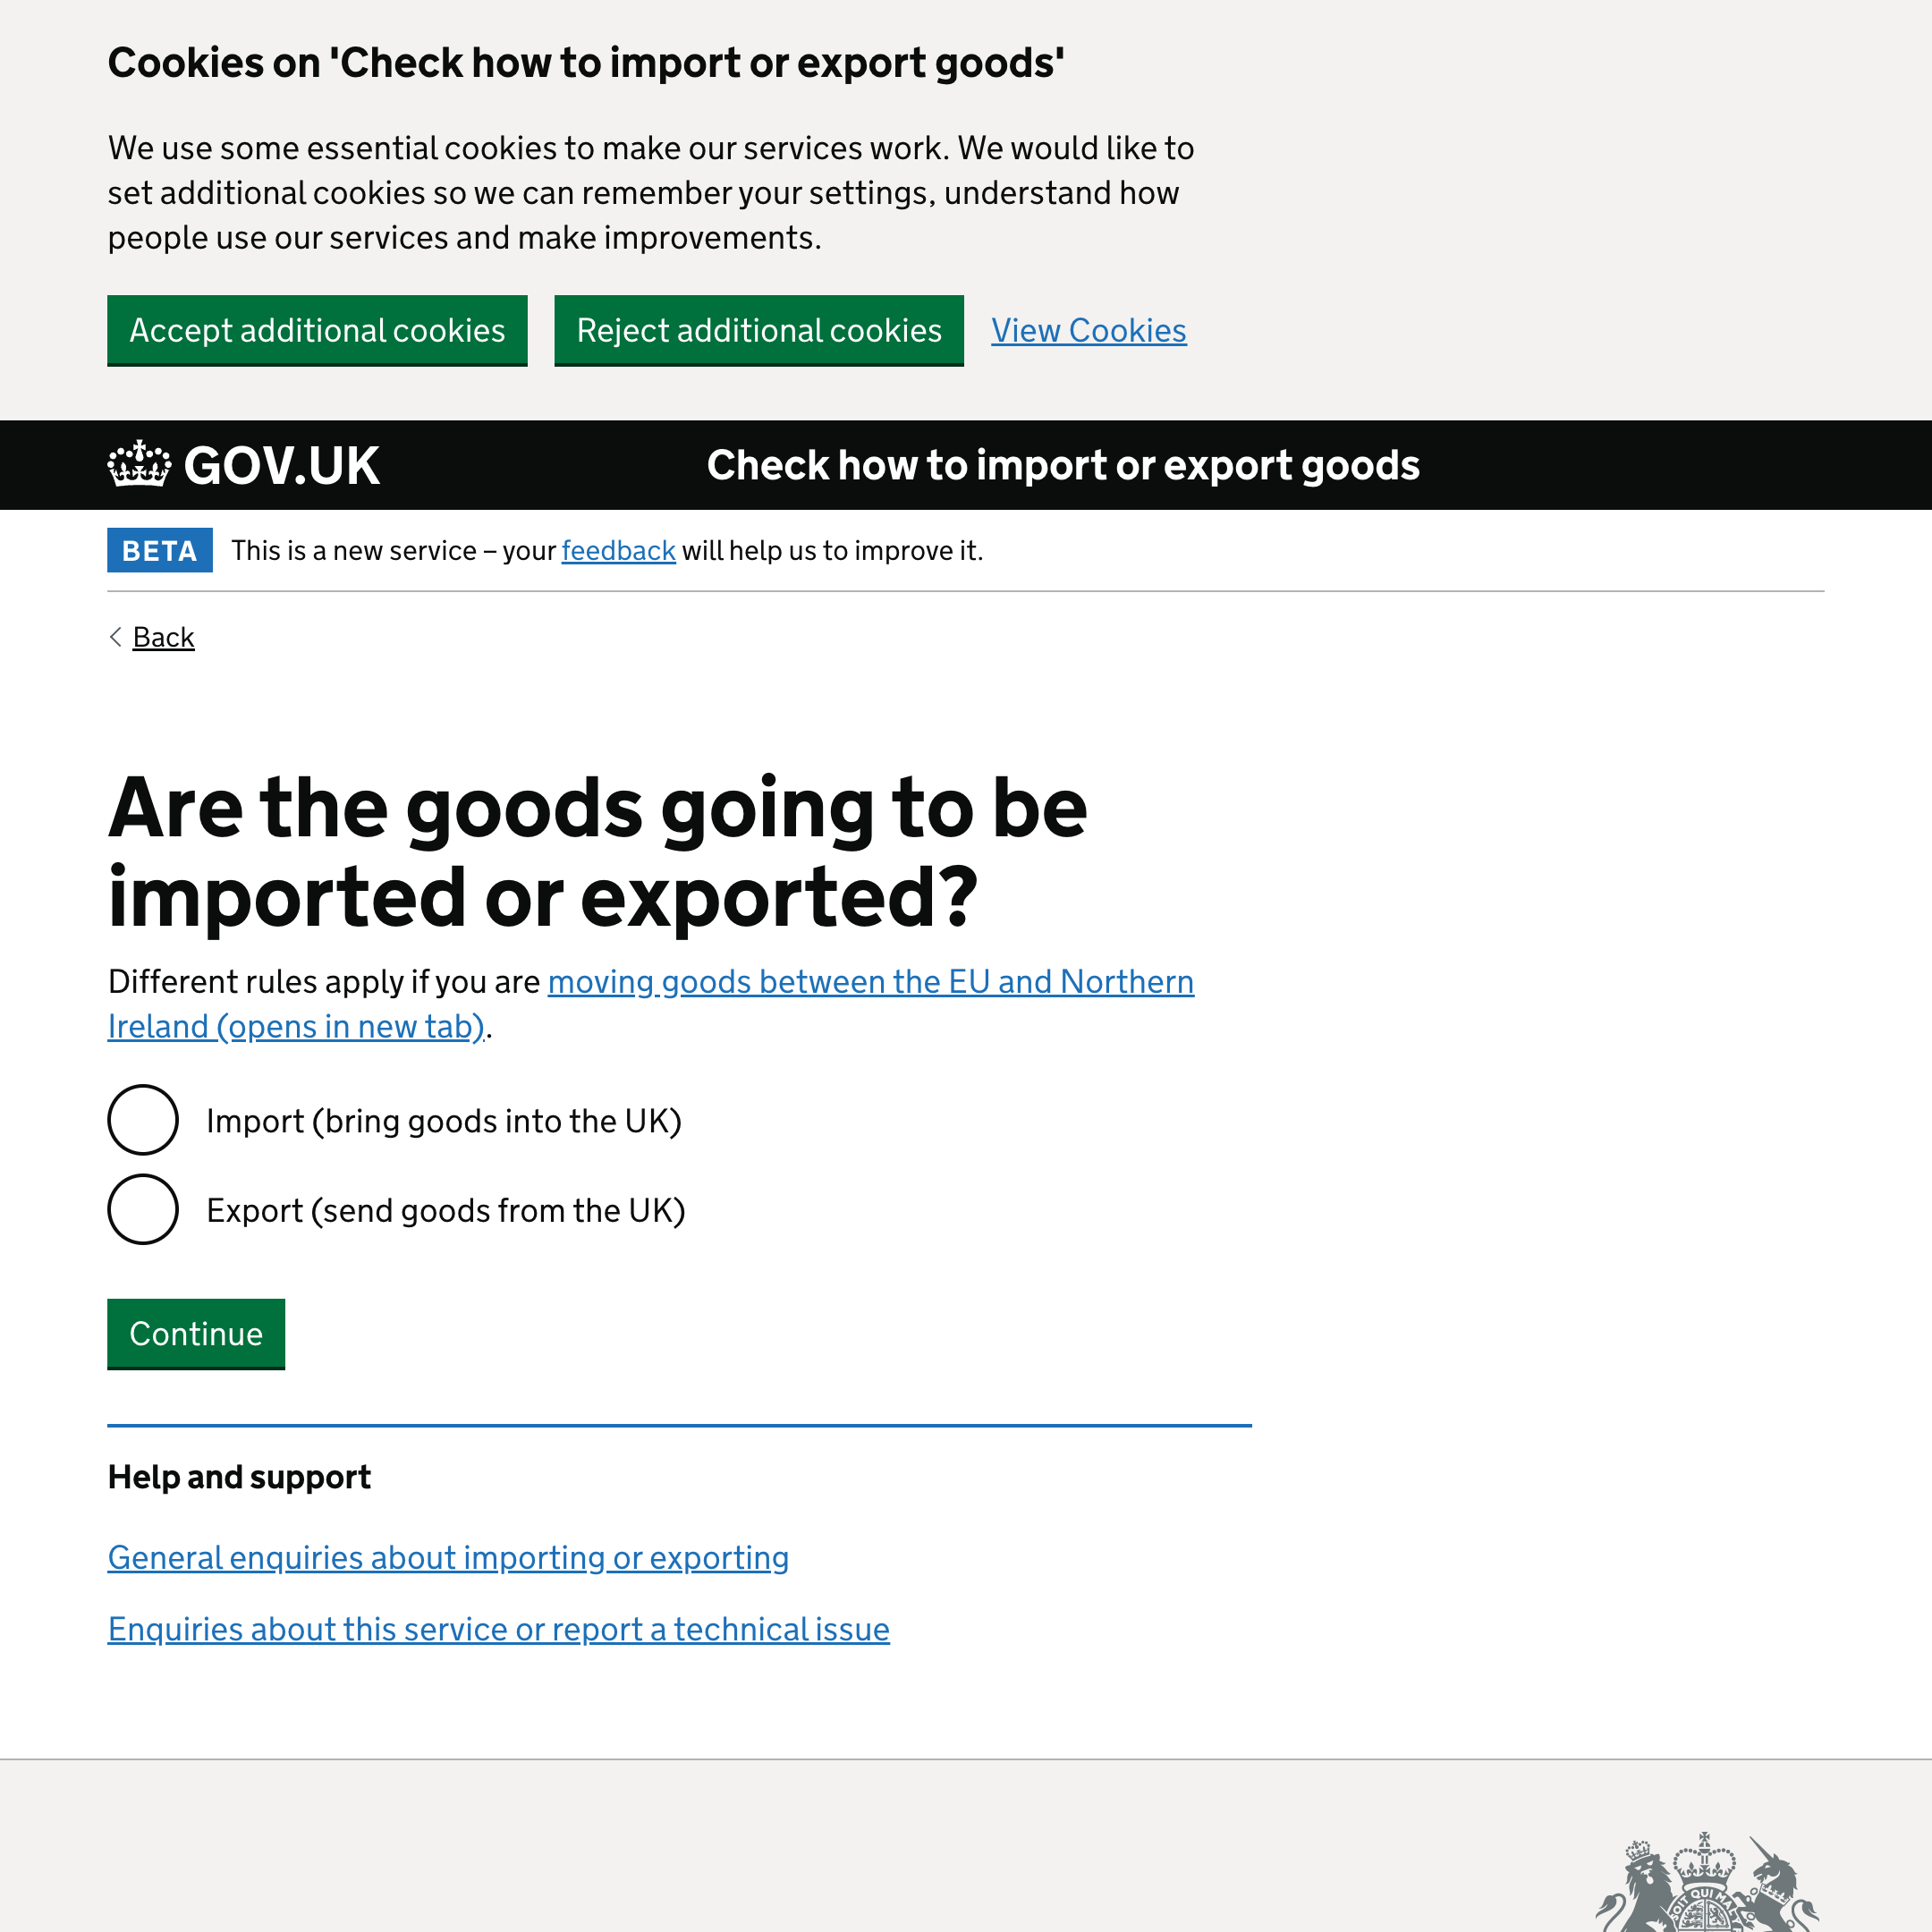 Cookies on 'Check how to import or export goods'
We use some essential cookies to make our services work. We would like to
set additional cookies so we can remember your settings, understand how
people use our services and make improvements.
Accept additional cookies Reject additional cookies View Cookies
GOV.UK Check how to import or export goods
BETA This is a new service – your feedback will help us to improve it.
Back
Are the goods going to be
imported or exported?
Different rules apply if you are moving goods between the EU and Northern
Ireland (opens in new tab).
Import (bring goods into the UK)
Export (send goods from the UK)
Continue
Help and support
General enquiries about importing or exporting
Enquiries about this service or report a technical issue
QUI